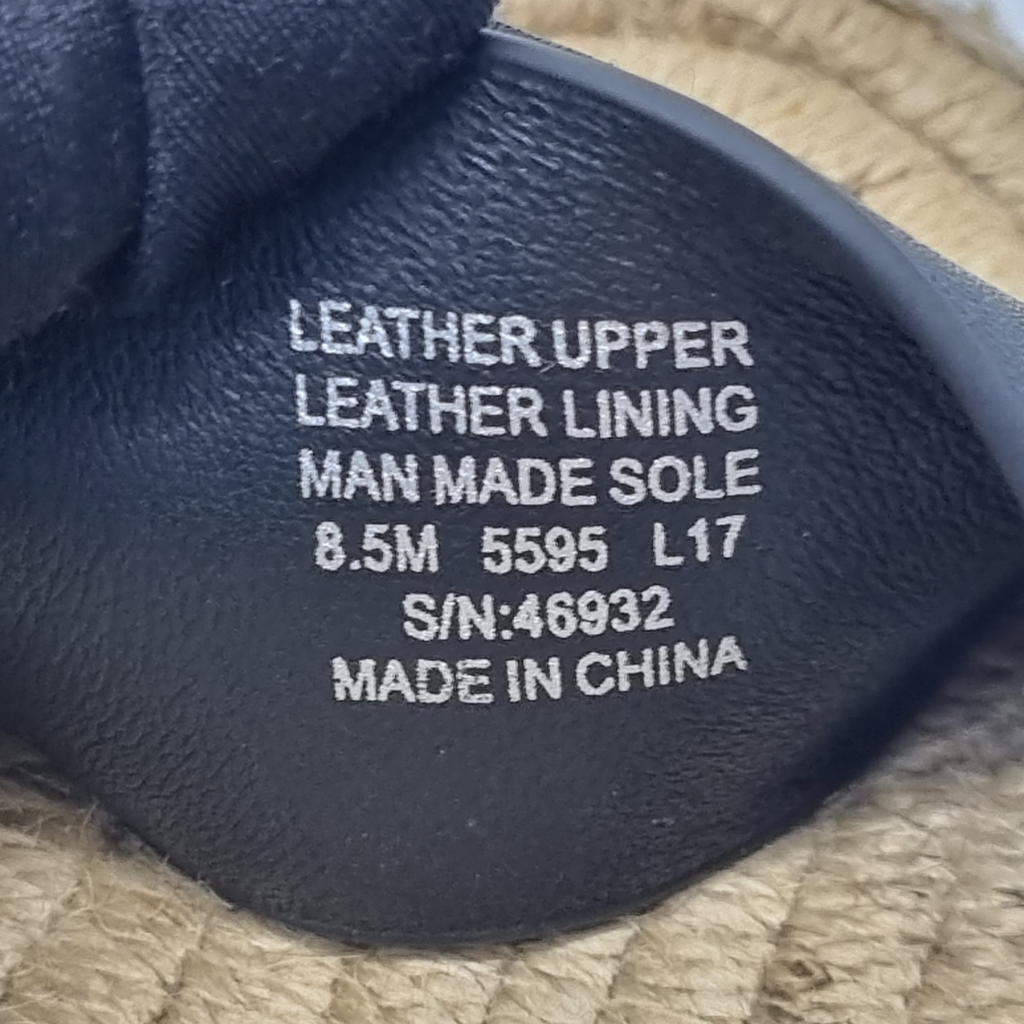 LEATHER UPPER
LEATHER LINING
MAN MADE SOLE
8.5M 5595 L17
S/N:46932
MADE IN CHINA